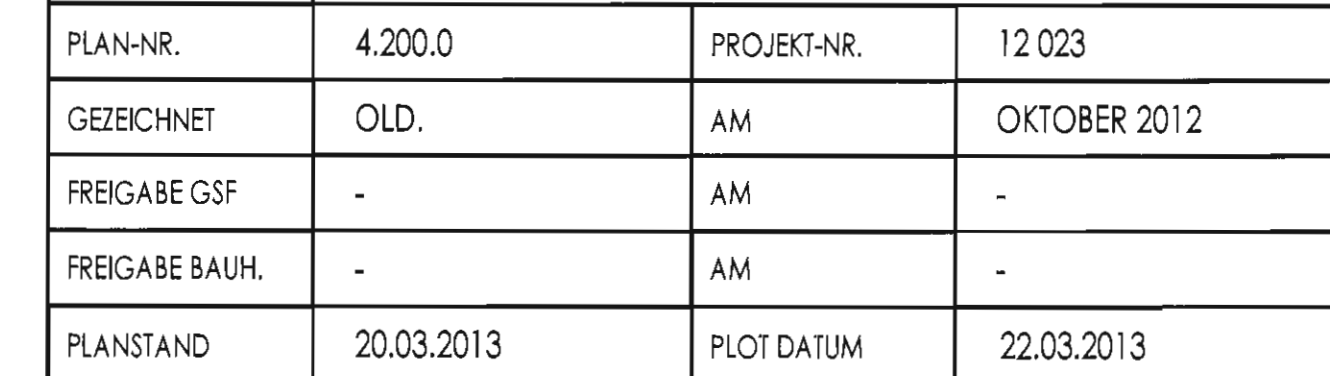 PLAN-NR. 4.200.0 PROJEKT-NR. 12 023
GEZEICHNET OLD. AM OKTOBER 2012
FREIGABE GSF - AM -
FREIGABE BAUH. - AM -
PLANSTAND 20.03.2013 PLOT DATUM 22.03.2013